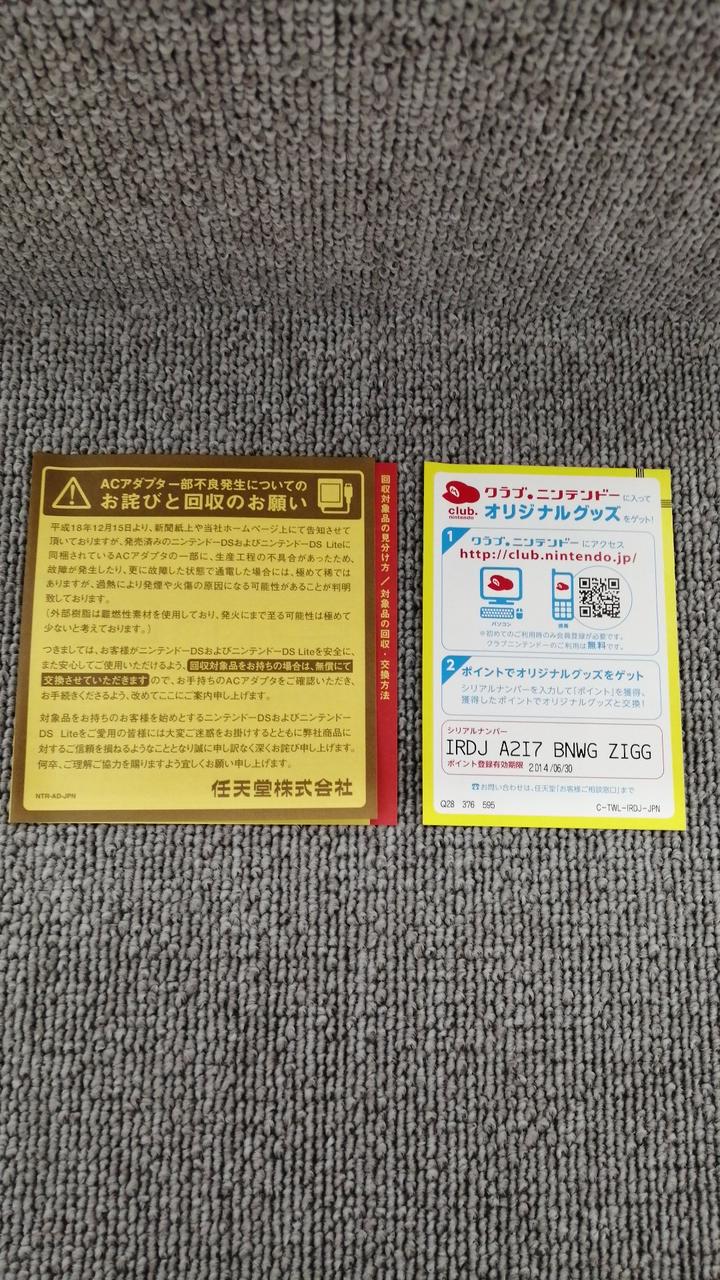 ACアダプタ一部不良発生についての
お詫びと回収のお願い
平成18年12月15日より、新聞紙上や当社ホームページ上にて告知させて
頂いておりますが、発売済みのニンテンドーDSおよびニンテンドーDS Liteに
同梱されているACアダプタの一部に、生産工程の不具合があったため、
故障が発生したり、更に故障した状態で通電した場合には、極めて稀では
ありますが、過熱により発煙や火傷の原因になる可能性があることが判明
致しております。
(外部樹脂は難燃性素材を使用しており、発火にまで至る可能性は極めて
少ないと考えております。)
つきましては、お客様がニンテンドーDSおよびニンテンドーDS Liteを安全に、
また安心してご使用いただけるよう、回収対象品をお持ちの場合は、無償にて
交換させていただきますので、お手持ちのACアダプタをご確認いただき、
お手続きくださるよう、改めてここにご案内申し上げます。
対象品をお持ちのお客様を始めとするニンテンドーDSおよびニンテンドー
DS Liteをご愛用の皆様には大変ご迷惑をお掛けするとともに弊社商品に
対するご信頼を損ねるようなこととなり誠に申し訳なく深くお詫び申し上げます。
何卒、ご理解ご協力を賜りますよう宜しくお願い申し上げます。
任天堂株式会社
NTR-AD-JPN
回収対象品の見分け方/対象品の回収・交換方法
club.
nintendo
クラブニンテンドーに入って
オリジナルグッズをゲット!
1 クラブニンテンドーにアクセス
http://club.nintendo.jp/
パソコン
携帯
※初めてのご利用時のみ会員登録が必要です。
クラブニンテンドーのご利用は無料です。
2 ポイントでオリジナルグッズをゲット
シリアルナンバーを入力して「ポイント」を獲得、
獲得したポイントでオリジナルグッズと交換!
シリアルナンバー
IRDJ A2I7 BNWG ZIGG
ポイント登録有効期限 2014/06/30
☎お問い合わせは、任天堂「お客様ご相談窓口」まで
Q28 376 595
C-TWL-IRDJ-JPN